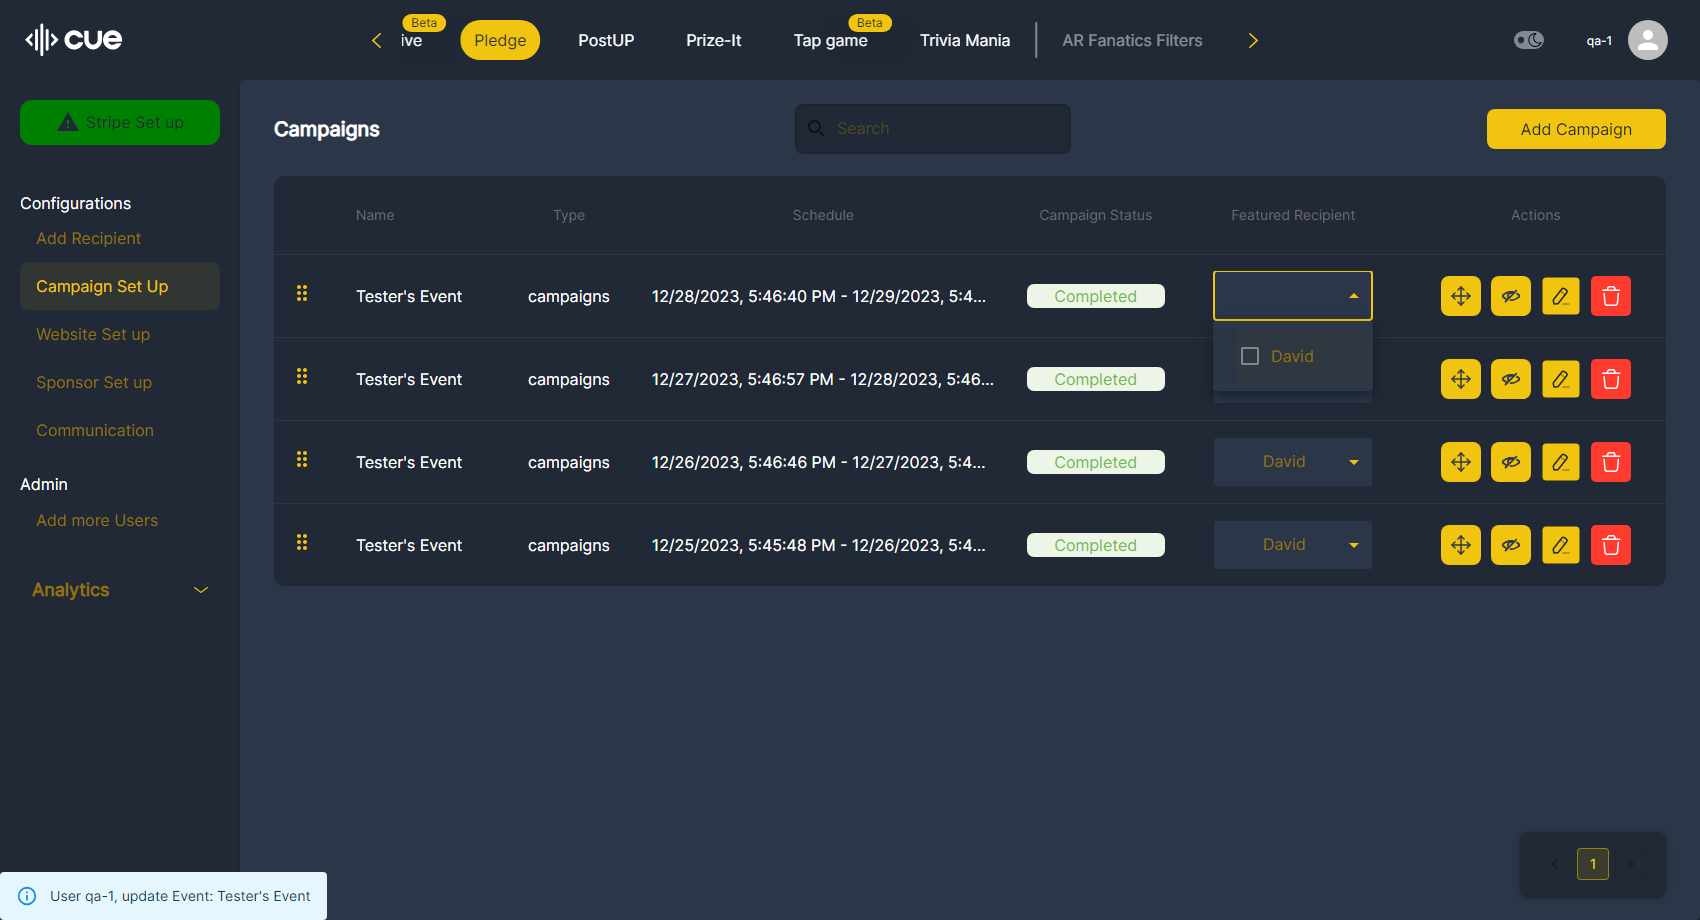 cue
Beta
ive
Pledge
PostUP
Prize-It
Beta
Tap game
Trivia Mania
AR Fanatics Filters
qa-1
Stripe Set up
Configurations
Add Recipient
Campaign Set Up
Website Set up
Sponsor Set up
Communication
Admin
Add more Users
Analytics
Campaigns
Search
Add Campaign
Name Type Schedule Campaign Status Featured Recipient Actions
Tester's Event campaigns 12/28/2023, 5:46:40 PM - 12/29/2023, 5:4... Completed
David
Tester's Event campaigns 12/27/2023, 5:46:57 PM - 12/28/2023, 5:46... Completed
Tester's Event campaigns 12/26/2023, 5:46:46 PM - 12/27/2023, 5:4... Completed David
Tester's Event campaigns 12/25/2023, 5:45:48 PM - 12/26/2023, 5:4... Completed David
1
User qa-1, update Event: Tester's Event